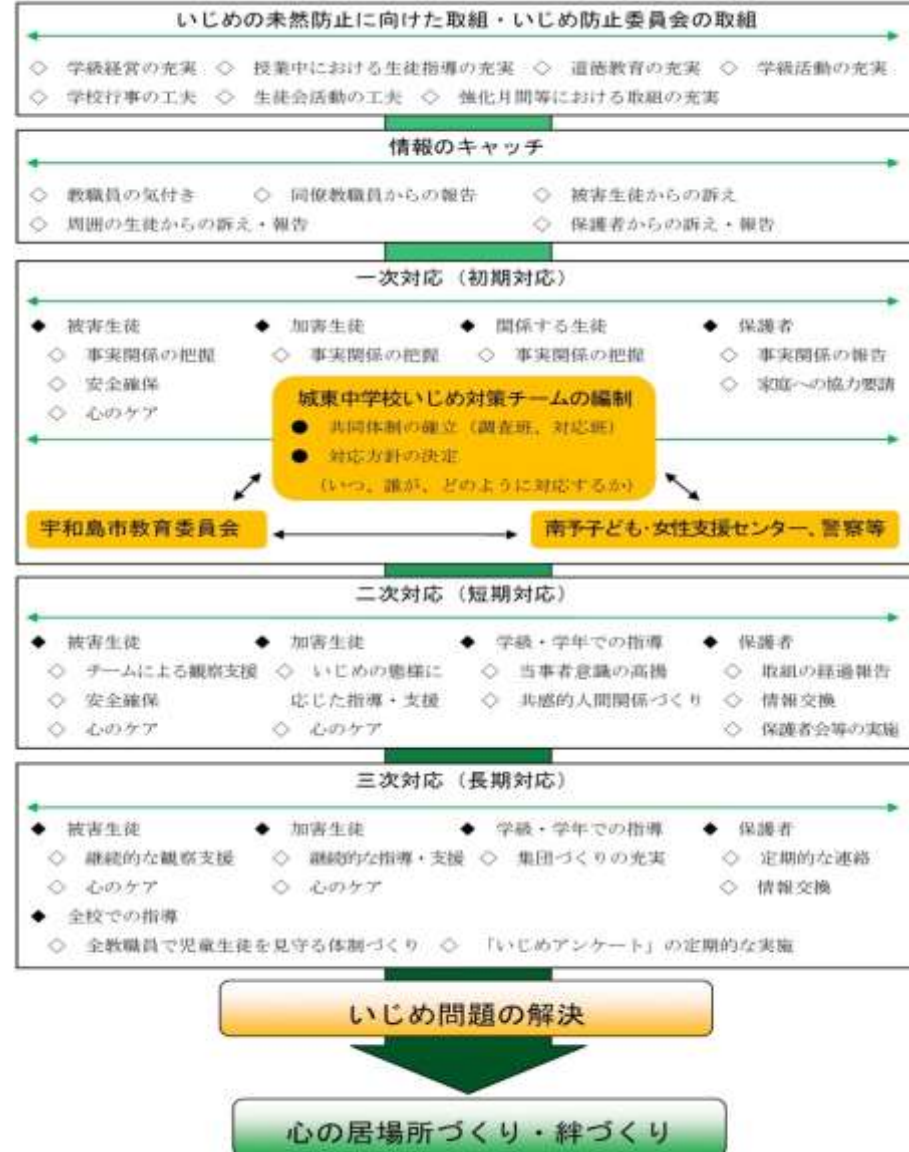 いじめの未然防止に向けた取組・いじめ防止委員会の取組
◇ 学級経営の充実 ◇ 授業中における生徒指導の充実 ◇ 道徳教育の充実 ◇ 学級活動の充実
◇ 学校行事の工夫 ◇ 生徒会活動の工夫 ◇ 強化月間等における取組の充実
情報のキャッチ
◇ 教職員の気付き ◇ 同僚教職員からの報告 ◇ 被害生徒からの訴え
◇ 周囲の生徒からの訴え・報告 ◇ 保護者からの訴え・報告
一次対応（初期対応）
◆ 被害生徒 ◆ 加害生徒 ◆ 関係する生徒 ◆ 保護者
◇ 事実関係の把握 ◇ 事実関係の把握 ◇ 事実関係の把握 ◇ 事実関係の報告
◇ 安全確保 ◇ 家庭への協力要請
◇ 心のケア
城東中学校いじめ対策チームの編制
● 共同体制の確立（調査班、対応班）
● 対応方針の決定
（いつ、誰が、どのように対応するか）
宇和島市教育委員会
南予子ども・女性支援センター、警察等
二次対応（短期対応）
◆ 被害生徒 ◆ 加害生徒 ◆ 学級・学年での指導 ◆ 保護者
◇ チームによる観察支援 ◇ いじめの態様に ◇ 当事者意識の高揚 ◇ 取組の経過報告
◇ 安全確保 応じた指導・支援 ◇ 共感的人間関係づくり ◇ 情報交換
◇ 心のケア ◇ 心のケア ◇ 保護者会等の実施
三次対応（長期対応）
◆ 被害生徒 ◆ 加害生徒 ◆ 学級・学年での指導 ◆ 保護者
◇ 継続的な観察支援 ◇ 継続的な指導・支援 ◇ 集団づくりの充実 ◇ 定期的な連絡
◇ 心のケア ◇ 心のケア ◇ 情報交換
◆ 全校での指導
◇ 全教職員で児童生徒を見守る体制づくり ◇ 「いじめアンケート」の定期的な実施
いじめ問題の解決
心の居場所づくり・絆づくり